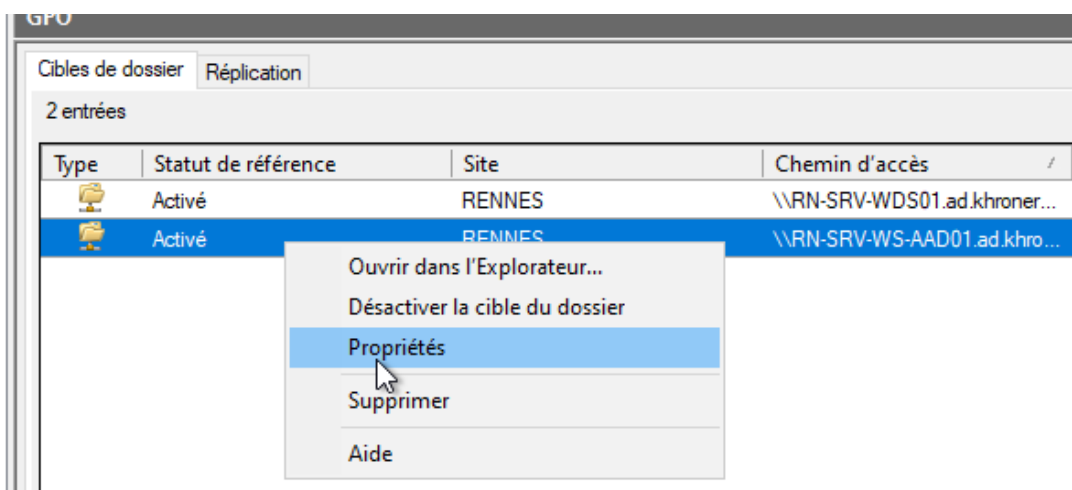 GPO
Cibles de dossier Réplication
2 entrées
Type Statut de référence Site Chemin d'accès
Activé RENNES \\RN-SRV-WDS01.ad.khroner...
Activé RENNES \\RN-SRV-WS-AAD01.ad.khro...
Ouvrir dans l'Explorateur...
Désactiver la cible du dossier
Propriétés
Supprimer
Aide